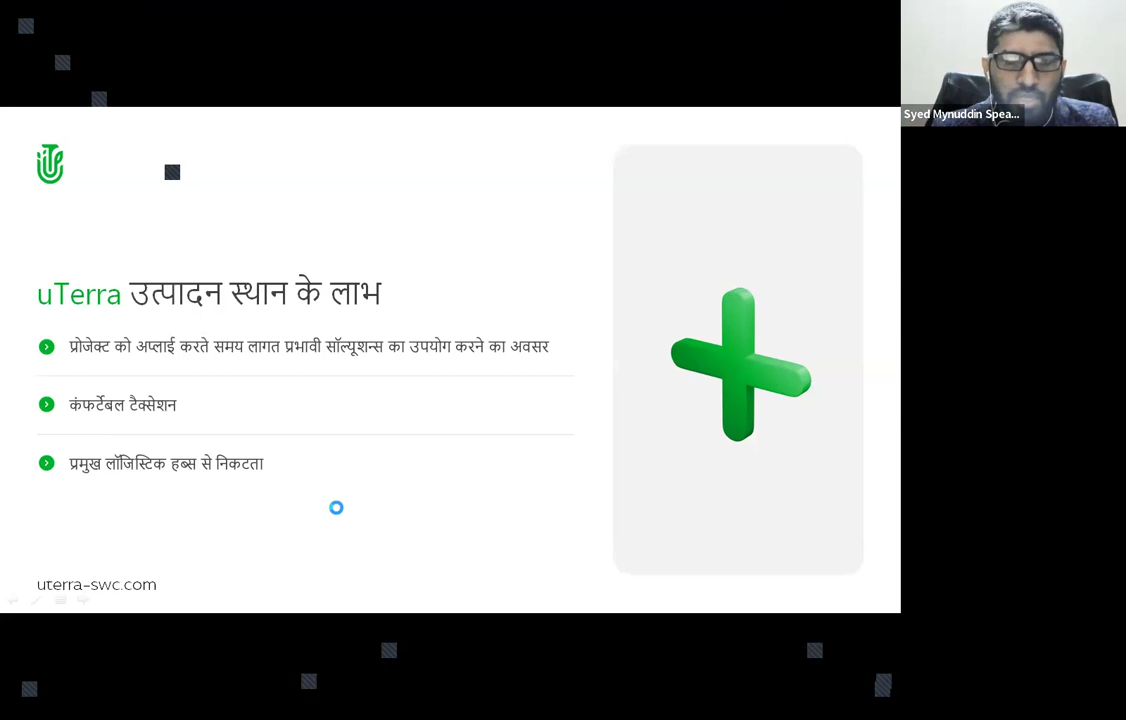 Syed Mynuddin Spea...
uTerra उत्पादन स्थान के लाभ
प्रोजेक्ट को अप्लाई करते समय लागत प्रभावी सॉल्यूशन्स का उपयोग करने का अवसर
कंफर्टेबल टैक्सेशन
प्रमुख लॉजिस्टिक हब्स से निकटता
uterra-swc.com